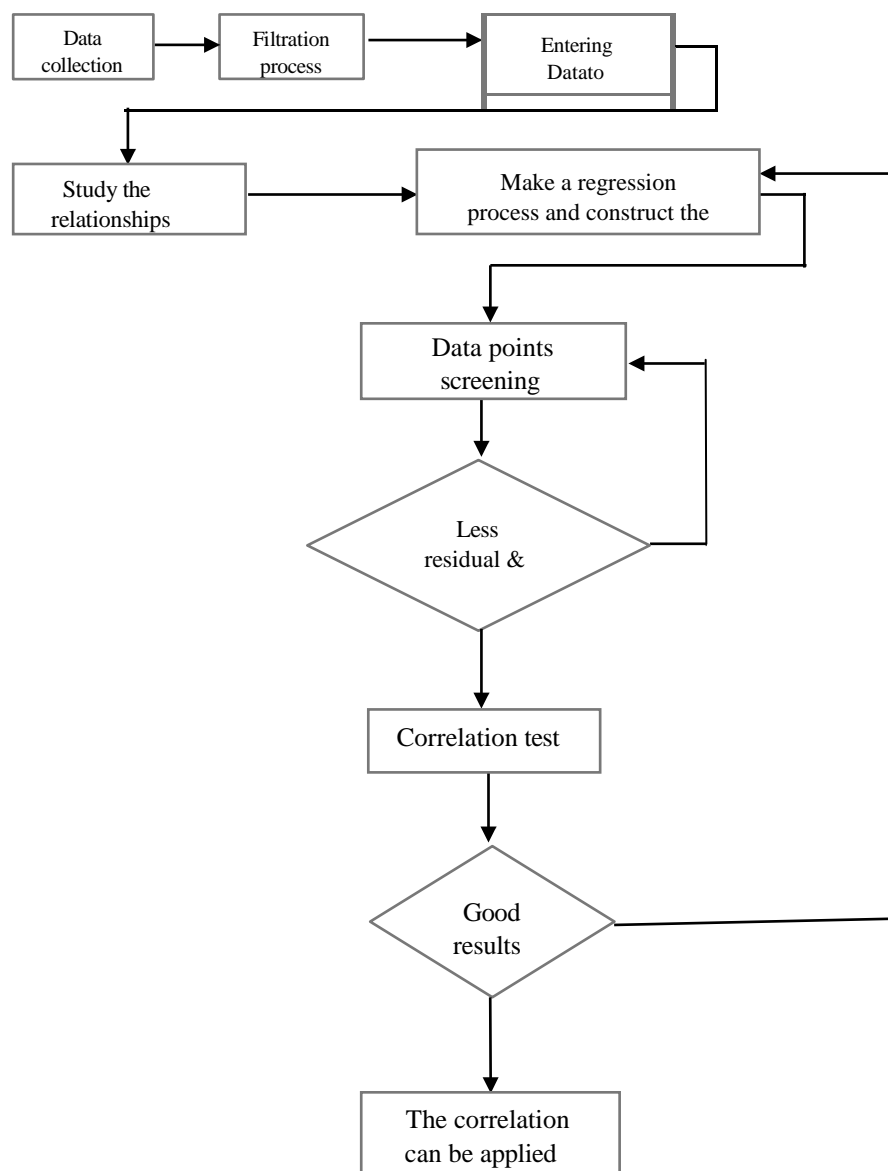 Data
collection
Filtration
process
Entering
Datato
Study the
relationships
Make a regression
process and construct the
Data points
screening
Less
residual &
Correlation test
Good
results
The correlation
can be applied